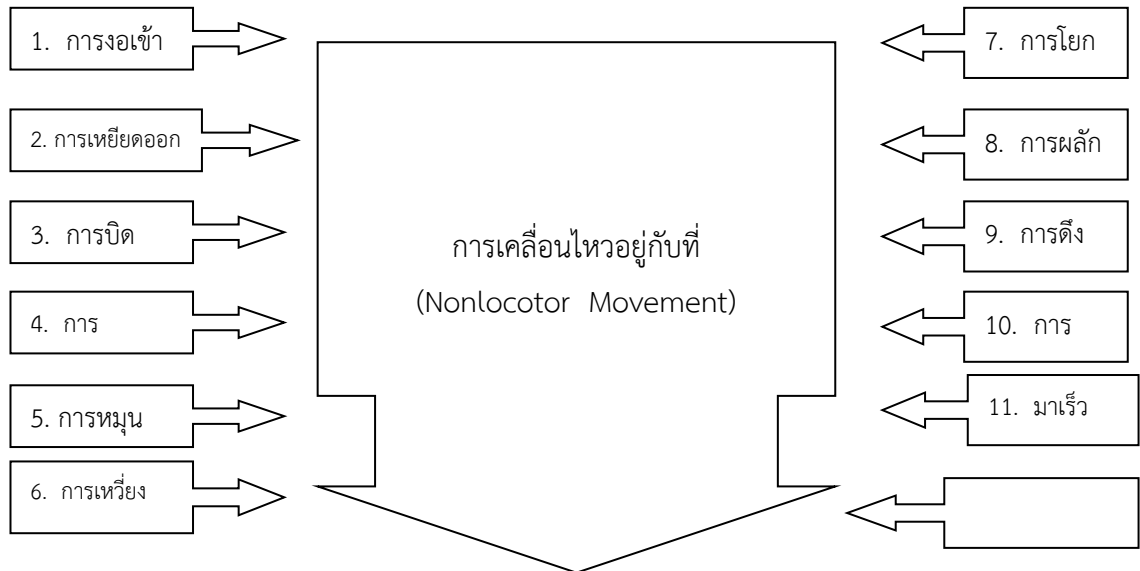 1. การงอเข้า
2. การเหยียดออก
3. การบิด
4. การ
5. การหมุน
6. การเหวี่ยง
การเคลื่อนไหวอยู่กับที่
(Nonlocotor Movement)
7. การโยก
8. การผลัก
9. การดึง
10. การ
11. มาเร็ว